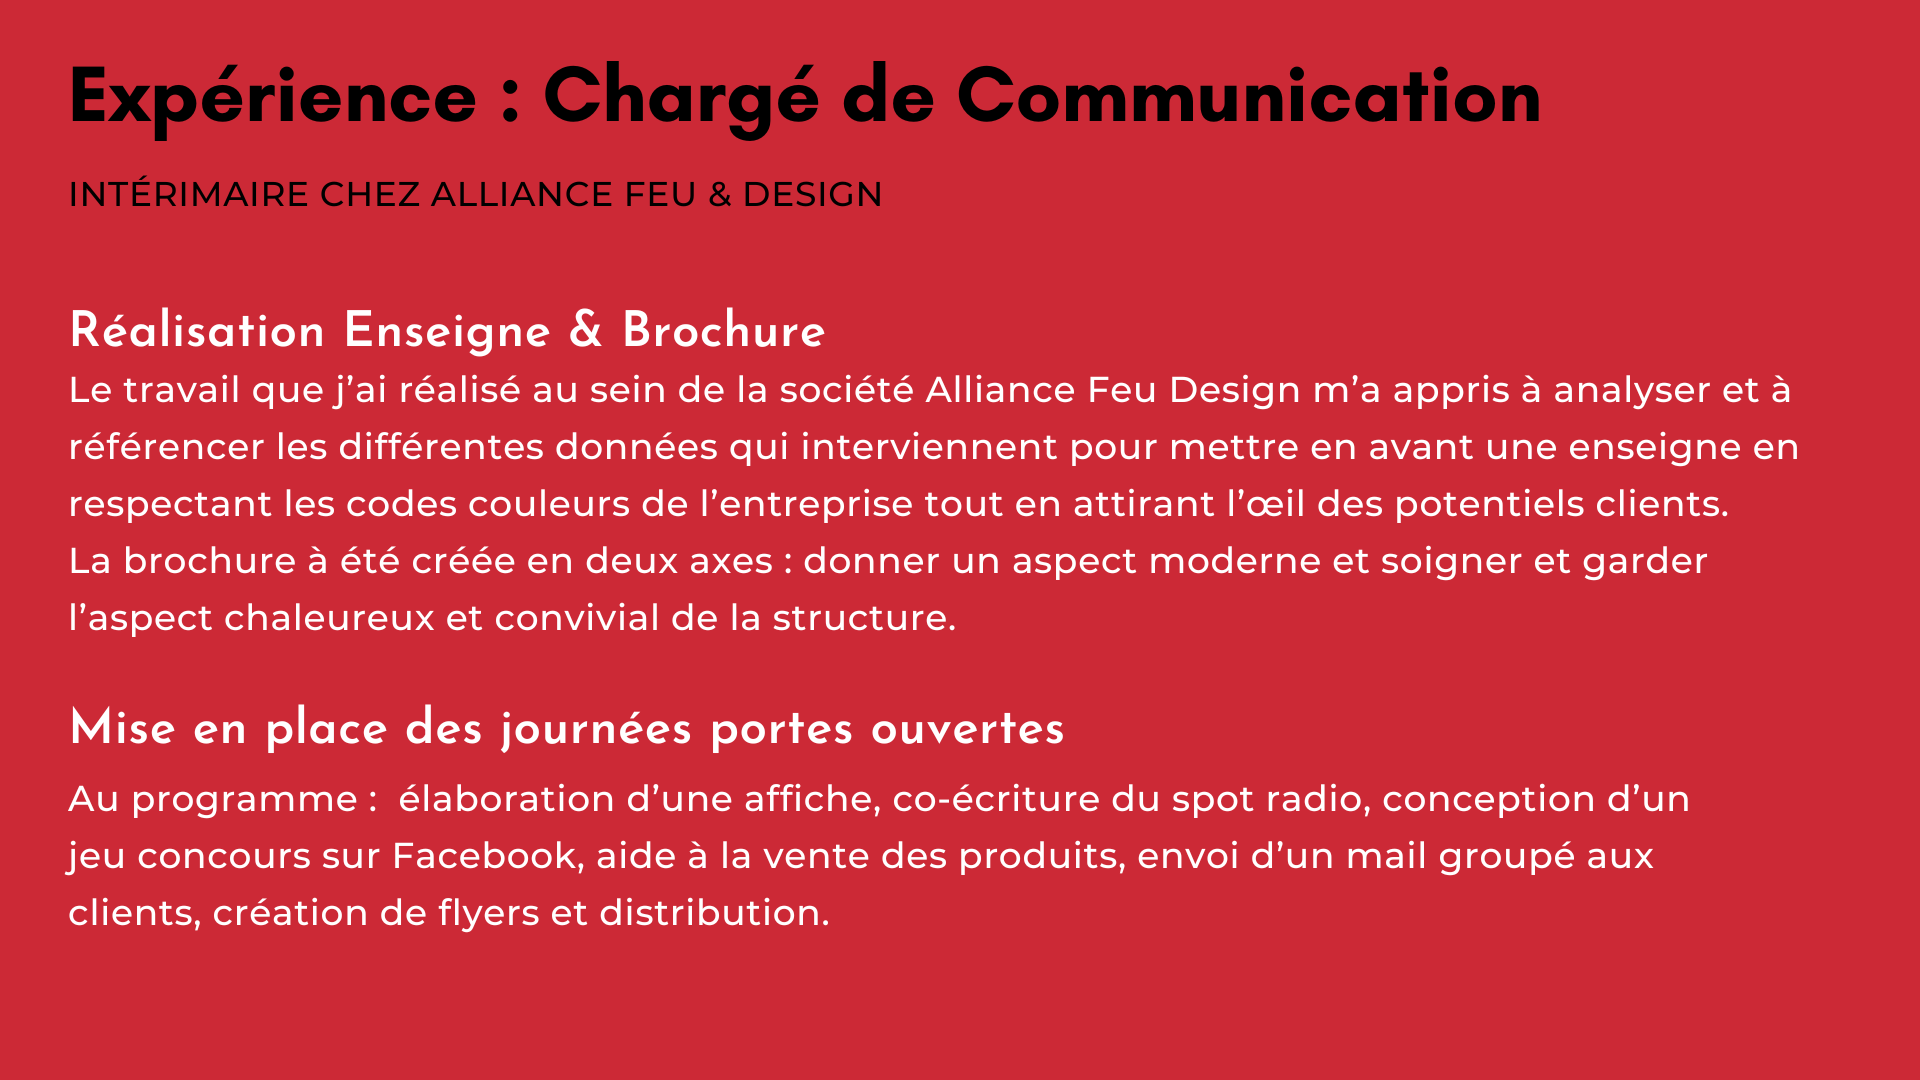 Expérience : Chargé de Communication
INTÉRIMAIRE CHEZ ALLIANCE FEU & DESIGN
Réalisation Enseigne & Brochure
Le travail que j’ai réalisé au sein de la société Alliance Feu Design m’a appris à analyser et à
référencer les différentes données qui interviennent pour mettre en avant une enseigne en
respectant les codes couleurs de l’entreprise tout en attirant l’œil des potentiels clients.
La brochure à été créée en deux axes : donner un aspect moderne et soigner et garder
l’aspect chaleureux et convivial de la structure.
Mise en place des journées portes ouvertes
Au programme :  élaboration d’une affiche, co-écriture du spot radio, conception d’un
jeu concours sur Facebook, aide à la vente des produits, envoi d’un mail groupé aux
clients, création de flyers et distribution.